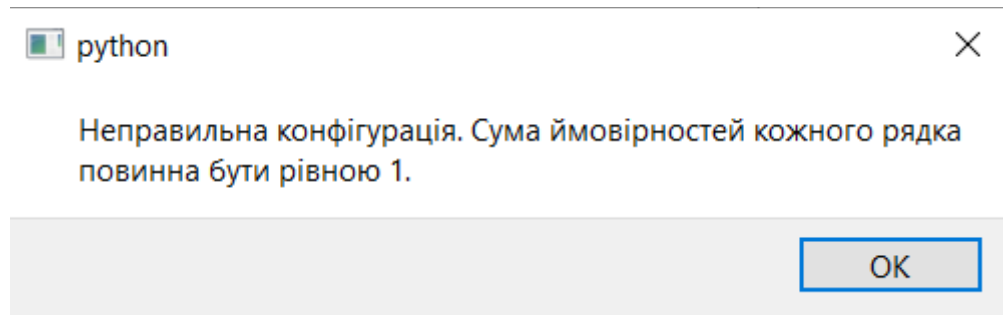 python
Неправильна конфігурація. Сума ймовірностей кожного рядка
повинна бути рівною 1.
OK